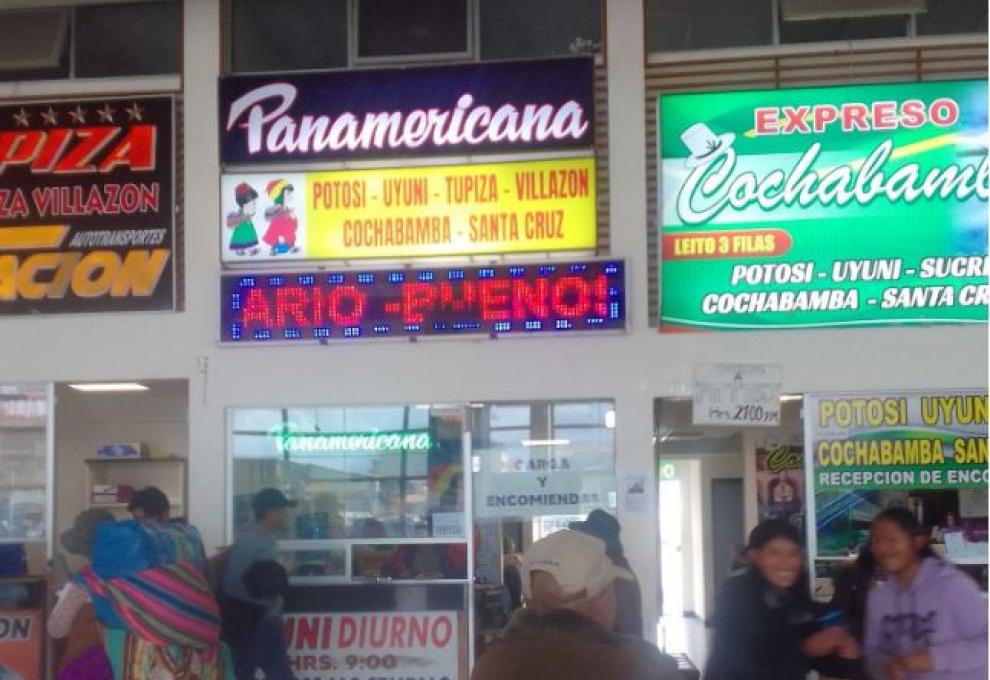 PIZA
ZA VILLAZON
AUTOTRANSPORTES
ACION
Panamericana
POTOSI - UYUNI - TUPIZA - VILLAZON
COCHABAMBA - SANTA CRUZ
ARIO
EXPRESO
Cochabamb
LEITO 3 FILAS
POTOSI - UYUNI - SUCRE
COCHABAMBA - SANTA CR
Panamericana
CARGA
Y
ENCOMIENDAS
A
Hrs. 21:00 P.M
POTOSI UYUN
COCHABAMBA SAN
RECEPCION DE ENCO
UNI DIURNO
HRS. 9:00
ON